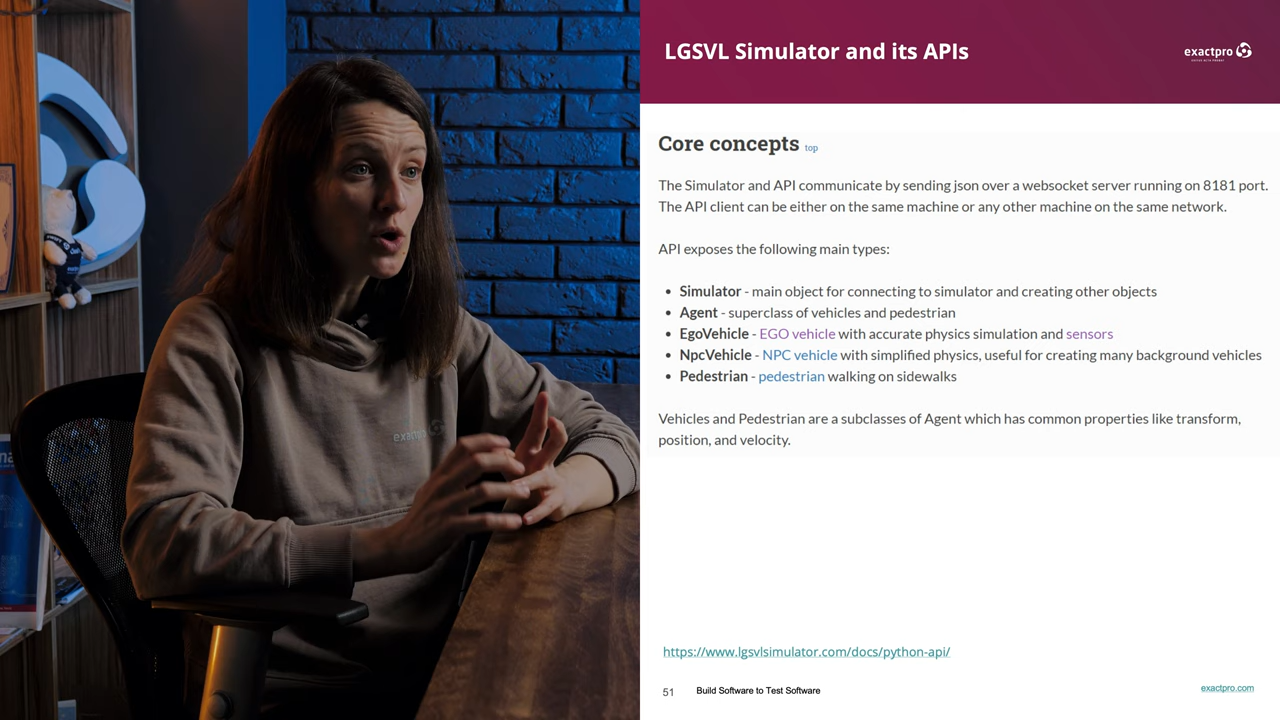 LGSVL Simulator and its APIs
exactpro
Core concepts top
The Simulator and API communicate by sending json over a websocket server running on 8181 port.
The API client can be either on the same machine or any other machine on the same network.
API exposes the following main types:
• Simulator - main object for connecting to simulator and creating other objects
• Agent - superclass of vehicles and pedestrian
• EgoVehicle - EGO vehicle with accurate physics simulation and sensors
• NpcVehicle - NPC vehicle with simplified physics, useful for creating many background vehicles
• Pedestrian - pedestrian walking on sidewalks
Vehicles and Pedestrian are a subclasses of Agent which has common properties like transform,
position, and velocity.
https://www.lgsvlsimulator.com/docs/python-api/
51 Build Software to Test Software
exactpro.com
exactpro